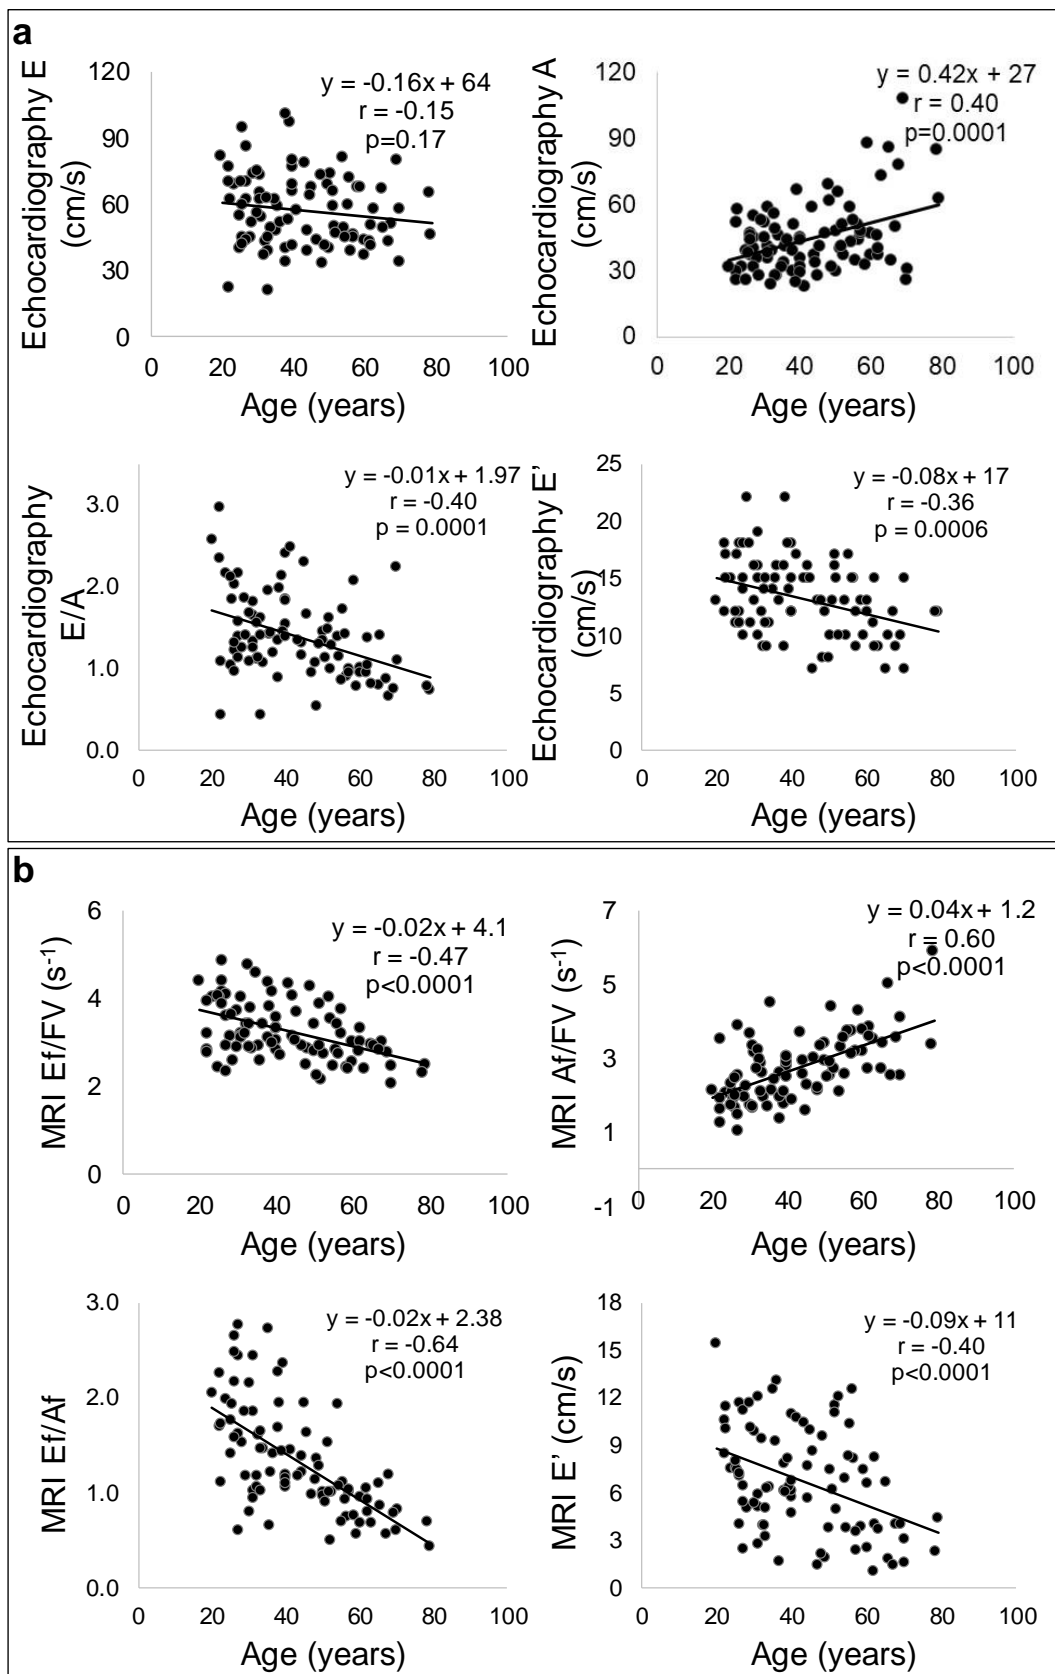 a
Echocardiography E
(cm/s)
120
90
60
30
0
y = -0.16x + 64
r = -0.15
p=0.17
0 20 40 60 80 100
Age (years)
Echocardiography A
(cm/s)
120
90
60
30
0
y = 0.42x + 27
r = 0.40
p=0.0001
0 20 40 60 80 100
Age (years)
Echocardiography
E/A
3.0
2.0
1.0
0.0
y = -0.01x + 1.97
r = -0.40
p = 0.0001
0 20 40 60 80 100
Age (years)
Echocardiography E'
(cm/s)
25
20
15
10
5
0
y = -0.08x + 17
r = -0.36
p = 0.0006
0 20 40 60 80 100
Age (years)
b
MRI Ef/FV (s⁻¹)
6
4
2
0
y = -0.02x + 4.1
r = -0.47
p<0.0001
0 20 40 60 80 100
Age (years)
MRI Af/FV (s⁻¹)
7
5
3
1
-1
y = 0.04x + 1.2
r = 0.60
p<0.0001
0 20 40 60 80 100
Age (years)
MRI Ef/Af
3.0
2.0
1.0
0.0
y = -0.02x + 2.38
r = -0.64
p<0.0001
0 20 40 60 80 100
Age (years)
MRI E' (cm/s)
18
15
12
9
6
3
0
y = -0.09x + 11
r = -0.40
p<0.0001
0 20 40 60 80 100
Age (years)